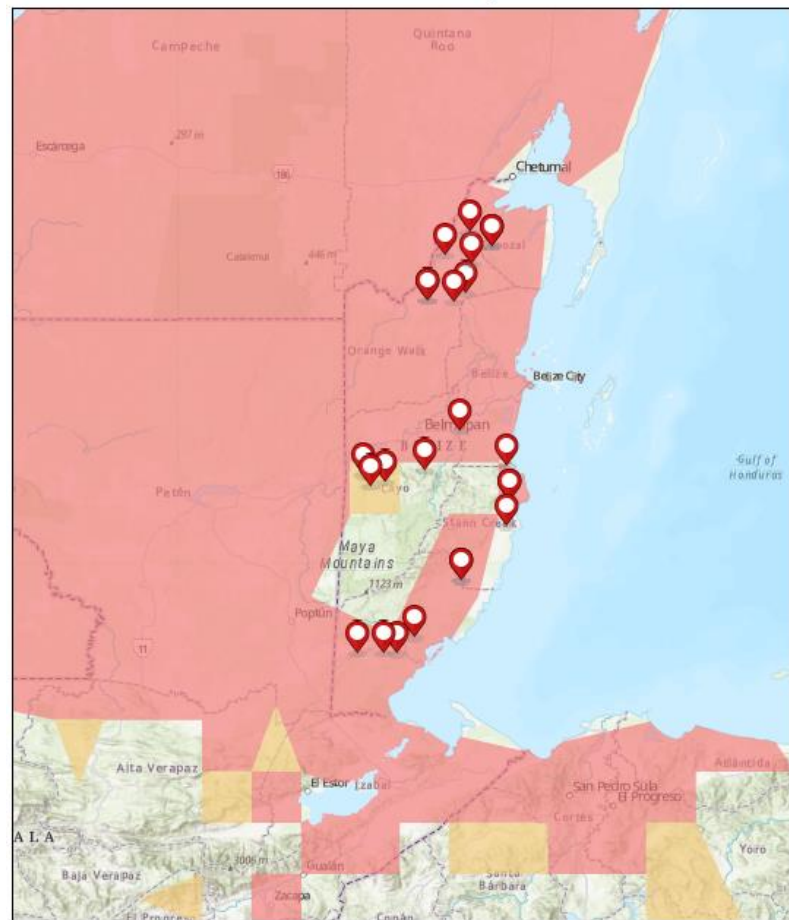 Campeche
Quintana
Roo
Escárcega
297 m
186
Chetumal
Calakmul
446 m
Orange Walk
Belize
Belize City
Belmopan
BELIZE
Cayo
Petén
Gulf of
Honduras
Stann Creek
Maya
Mountains
1123 m
Poptún
11
Alta Verapaz
El Estor
Izabal
Atlántida
San Pedro Sula
El Progreso
Cortés
ALA
Yoro
1006 m
Gualán
Baja Verapaz
Santa
Bárbara
Zacapa
El Progreso
Copán